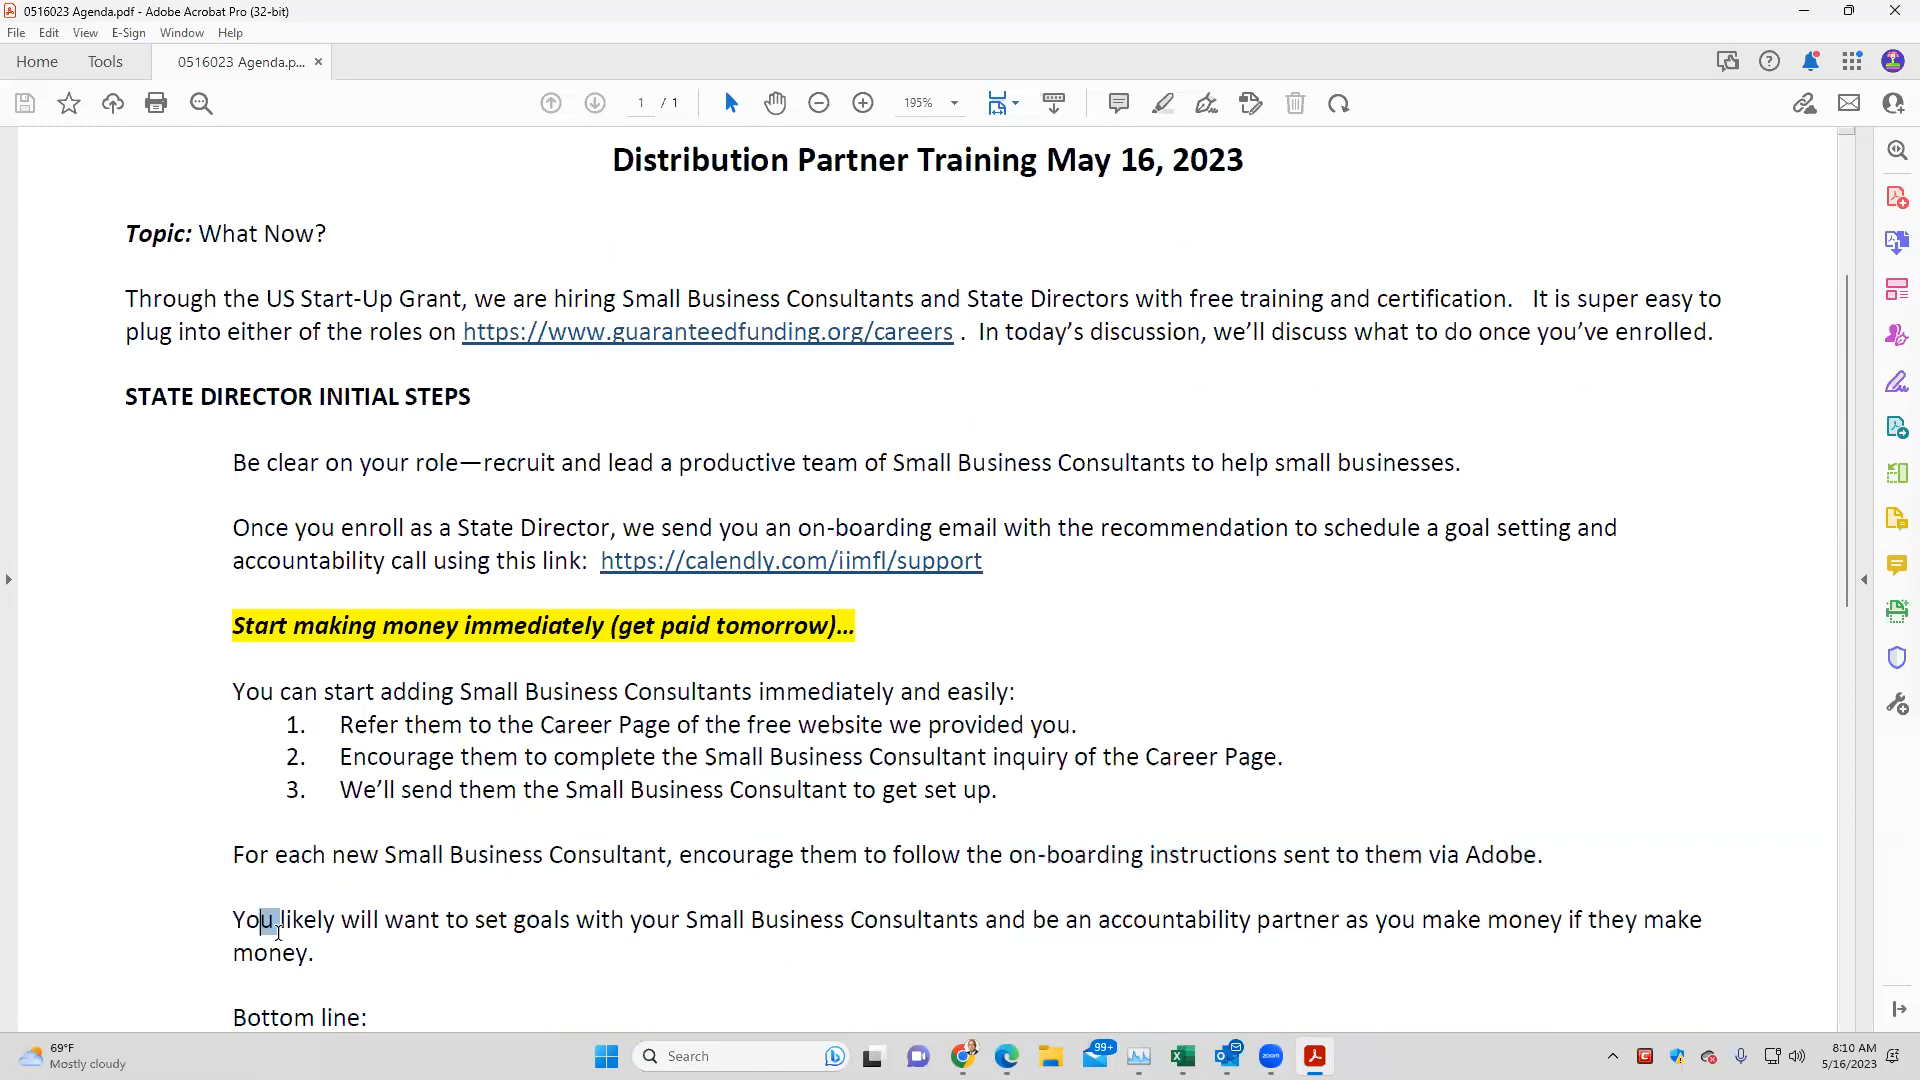 0516023 Agenda.pdf - Adobe Acrobat Pro (32-bit)
File Edit View E-Sign Window Help
Home Tools 0516023 Agenda.p... ×
1 / 1 195%
Distribution Partner Training May 16, 2023
Topic: What Now?
Through the US Start-Up Grant, we are hiring Small Business Consultants and State Directors with free training and certification. It is super easy to
plug into either of the roles on https://www.guaranteedfunding.org/careers . In today’s discussion, we’ll discuss what to do once you’ve enrolled.
STATE DIRECTOR INITIAL STEPS
Be clear on your role—recruit and lead a productive team of Small Business Consultants to help small businesses.
Once you enroll as a State Director, we send you an on-boarding email with the recommendation to schedule a goal setting and
accountability call using this link: https://calendly.com/iimfl/support
Start making money immediately (get paid tomorrow)…
You can start adding Small Business Consultants immediately and easily:
1. Refer them to the Career Page of the free website we provided you.
2. Encourage them to complete the Small Business Consultant inquiry of the Career Page.
3. We’ll send them the Small Business Consultant to get set up.
For each new Small Business Consultant, encourage them to follow the on-boarding instructions sent to them via Adobe.
You likely will want to set goals with your Small Business Consultants and be an accountability partner as you make money if they make
money.
Bottom line:
69°F
Mostly cloudy
Search
99+
zoom
8:10 AM
5/16/2023